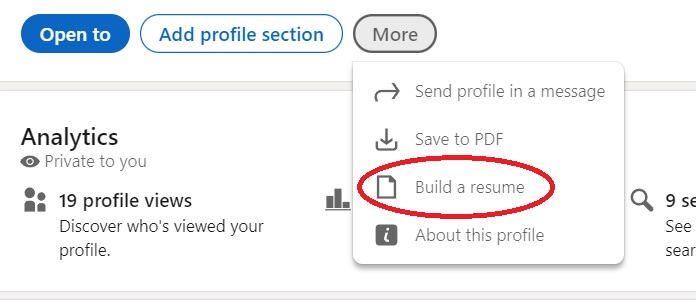 Open to
Add profile section
More
Send profile in a message
Save to PDF
Build a resume
About this profile
Analytics
Private to you
19 profile views
Discover who's viewed your
profile.
9 se
See
sear